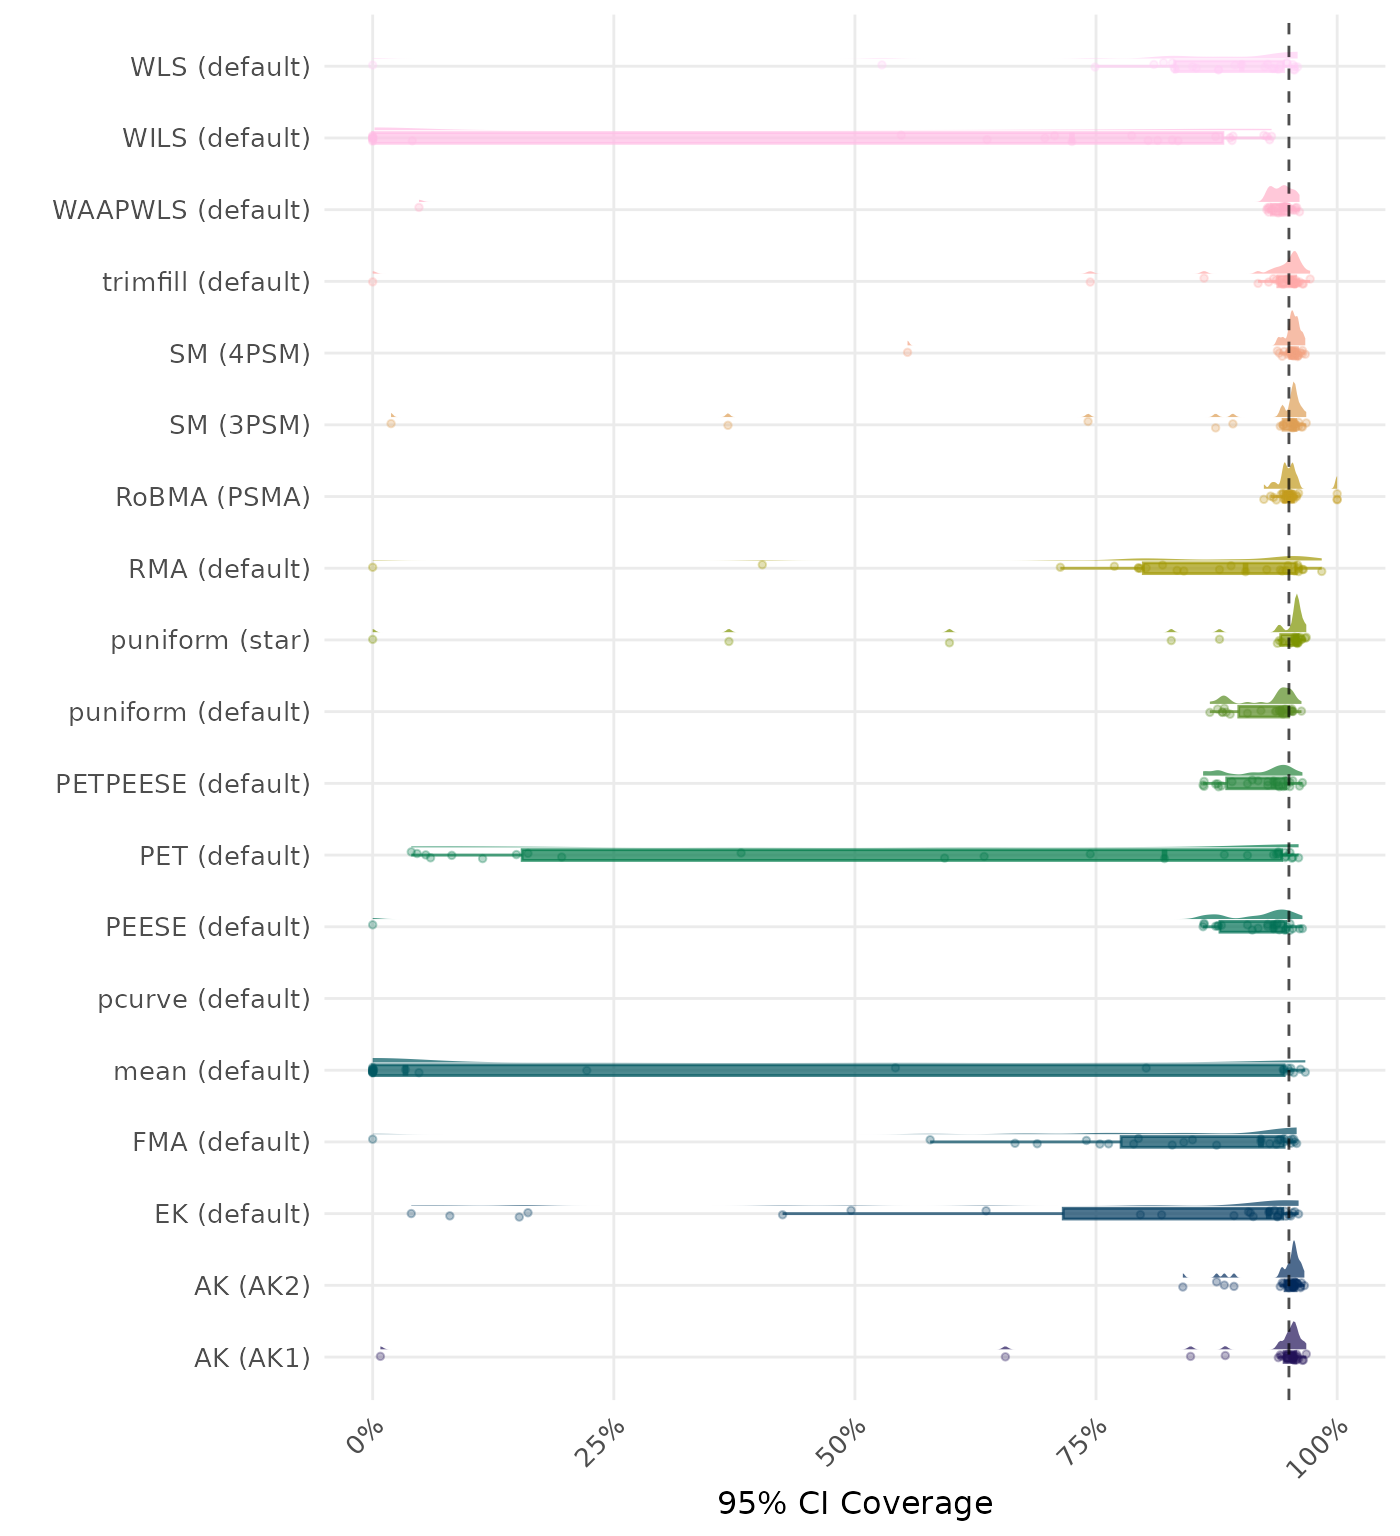 WLS (default)
WILS (default)
WAAPWLS (default)
trimfill (default)
SM (4PSM)
SM (3PSM)
RoBMA (PSMA)
RMA (default)
puniform (star)
puniform (default)
PETPEESE (default)
PET (default)
PEESE (default)
pcurve (default)
mean (default)
FMA (default)
EK (default)
AK (AK2)
AK (AK1)
0%
25%
50%
75%
100%
95% CI Coverage